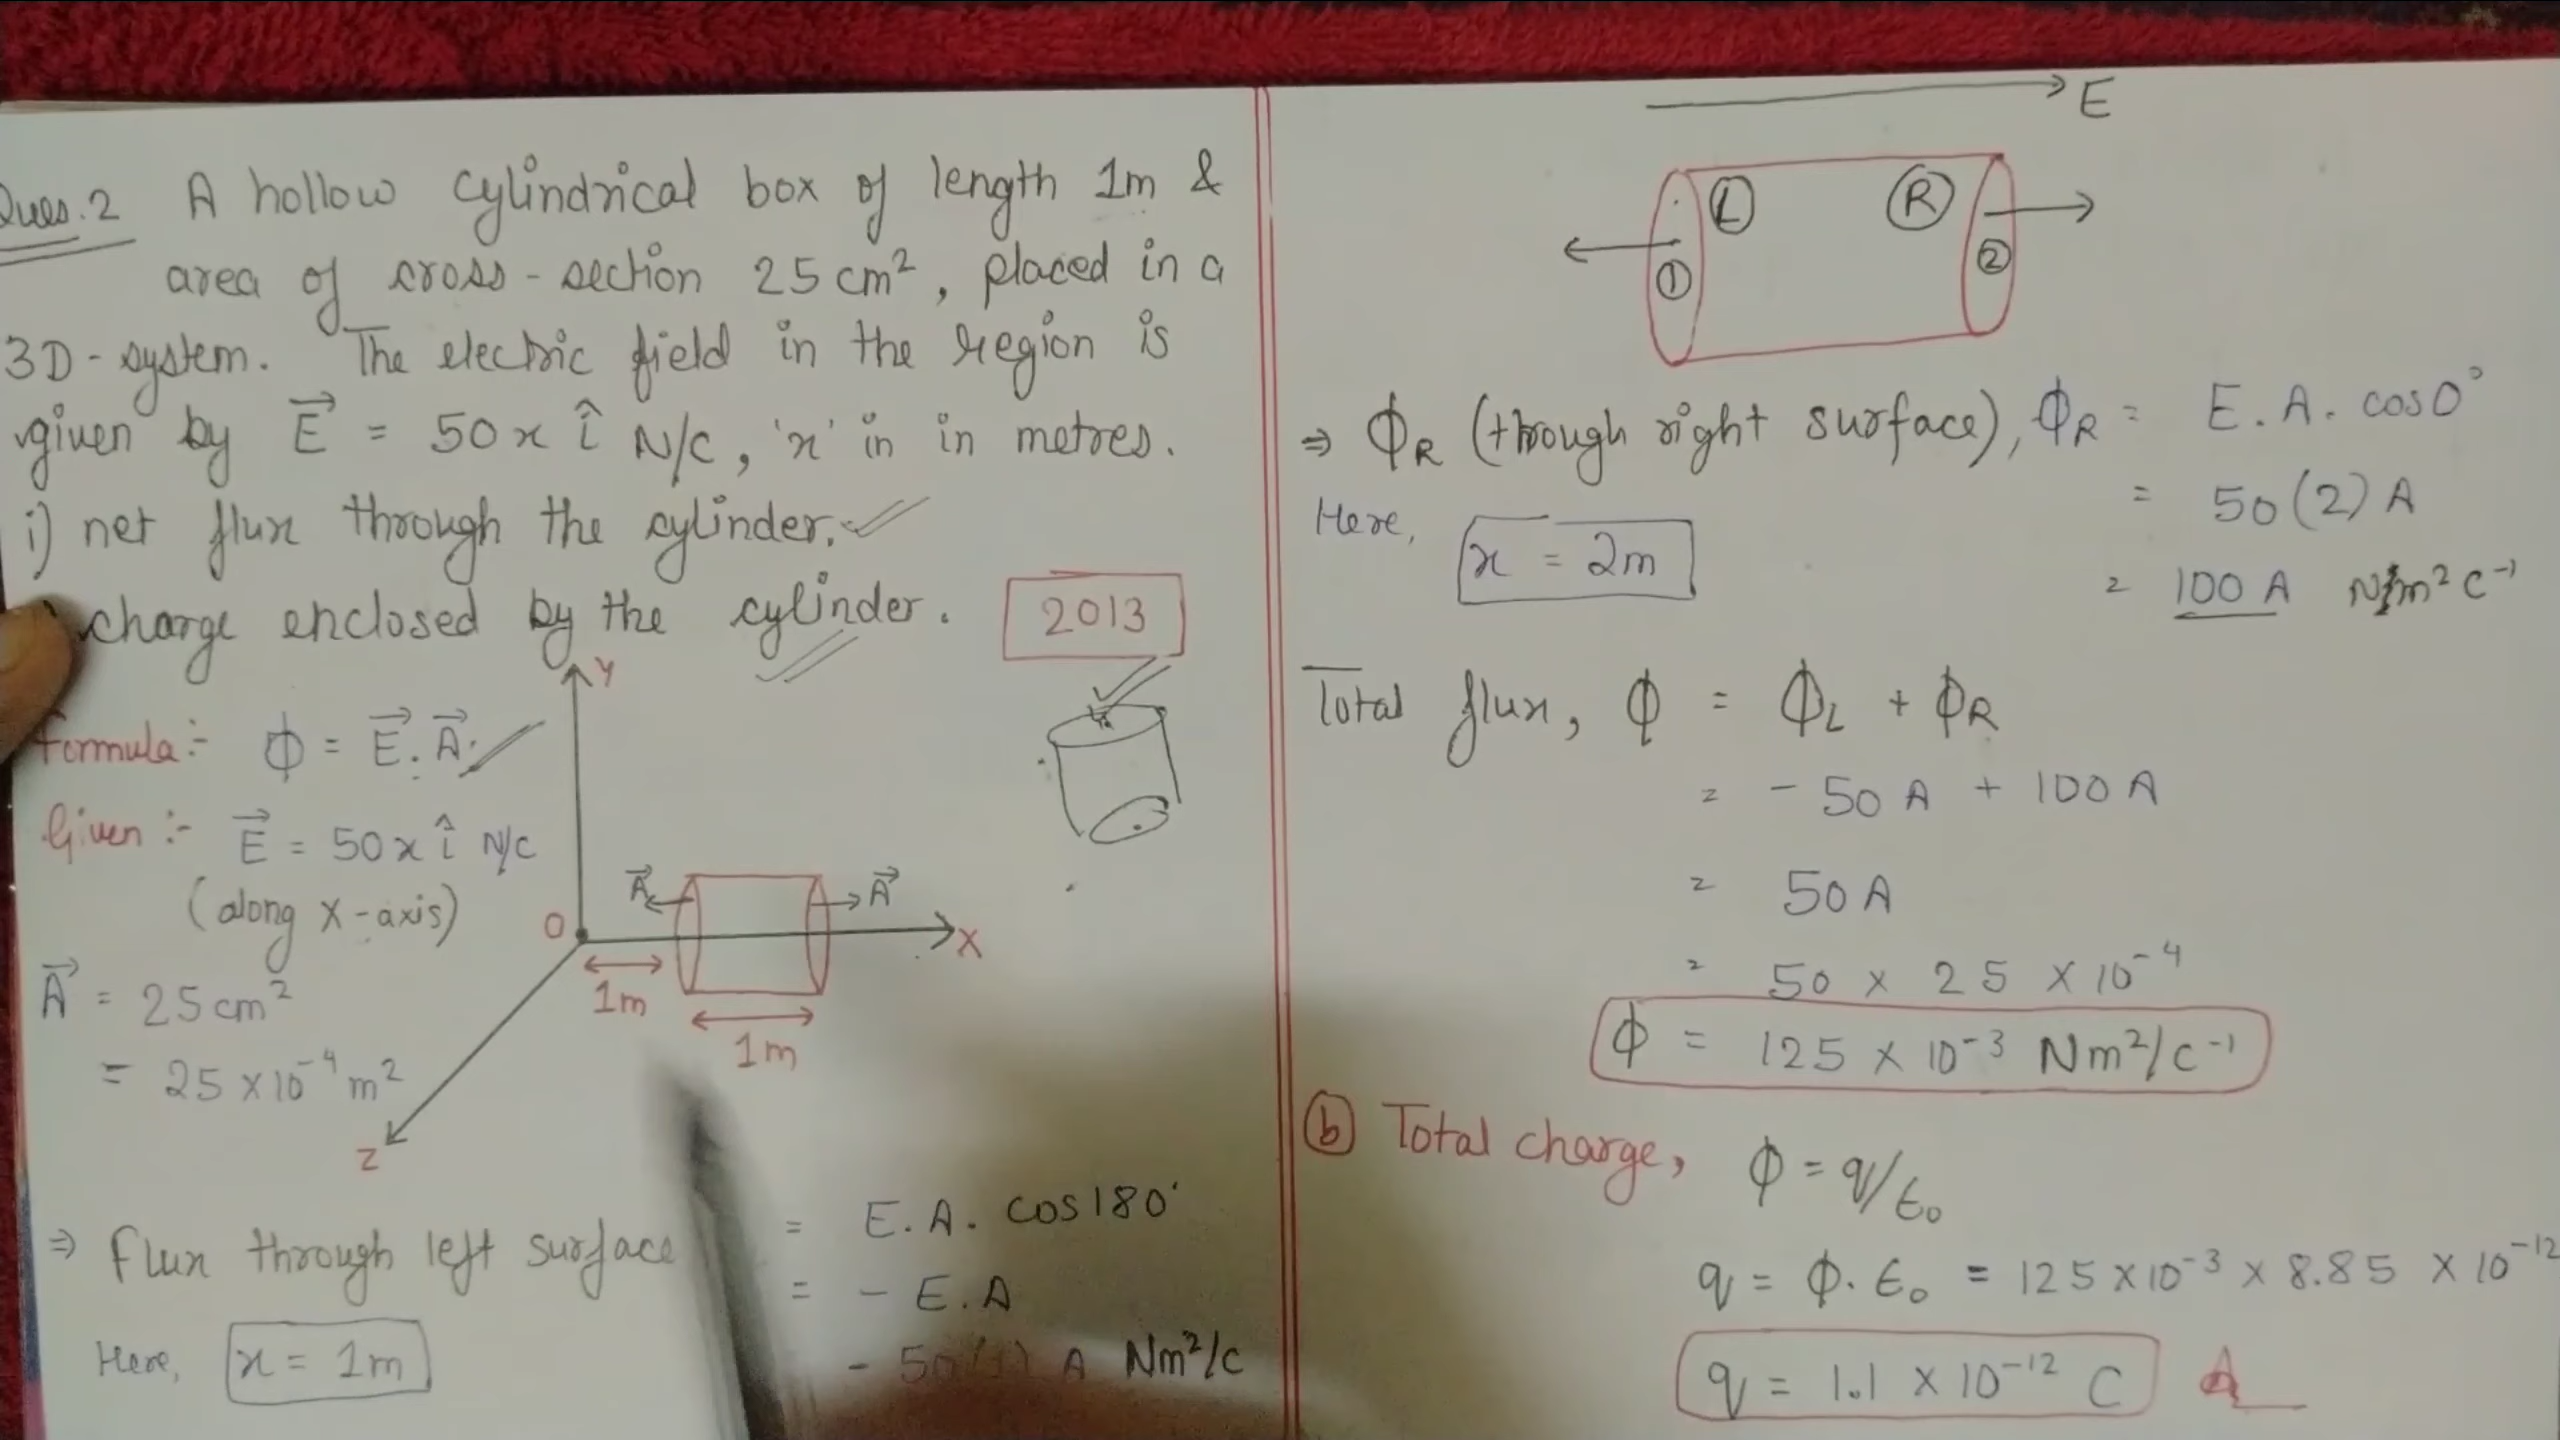 Ques.2 A hollow cylindrical box of length 1m &
area of cross-section 25 cm², placed in a
3D-system. The electric field in the region is
given by E⃗ = 50x î N/C, 'x' in in metres.
i) net flux through the cylinder.
charge enclosed by the cylinder.
2013
Formula:- Φ = E⃗.A⃗
Given:- E⃗ = 50x î N/C
(along X-axis)
A⃗ = 25cm²
= 25 x 10⁻⁴ m²
Y
O
X
Z
A⃗
A⃗
1m
1m
⇒ Flux through left surface = E.A. cos180°
= - E.A
Here, x = 1m
- 50(1) A Nm²/c
E
L
R
1
2
⇒ ΦR (through right surface), ΦR = E.A. cos0°
Here, x = 2m
= 50(2) A
= 100 A Nm²C⁻¹
Total flux, Φ = ΦL + ΦR
= - 50 A + 100 A
= 50 A
= 50 x 25 x 10⁻⁴
Φ = 125 x 10⁻³ Nm²/c⁻¹
(b) Total charge, Φ = q/ϵ₀
q = Φ. ϵ₀ = 125 x 10⁻³ x 8.85 x 10⁻¹²
q = 1.1 x 10⁻¹² C